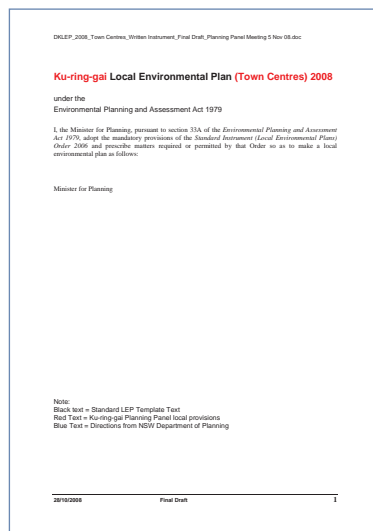 DKLEP_2008_Town Centres_Written Instrument_Final Draft_Planning Panel Meeting 5 Nov 08.doc
Ku-ring-gai Local Environmental Plan (Town Centres) 2008
under the
Environmental Planning and Assessment Act 1979
I, the Minister for Planning, pursuant to section 33A of the Environmental Planning and Assessment
Act 1979, adopt the mandatory provisions of the Standard Instrument (Local Environmental Plans)
Order 2006 and prescribe matters required or permitted by that Order so as to make a local
environmental plan as follows:
Minister for Planning
Note:
Black text = Standard LEP Template Text
Red Text = Ku-ring-gai Planning Panel local provisions
Blue Text = Directions from NSW Department of Planning
28/10/2008 Final Draft 1